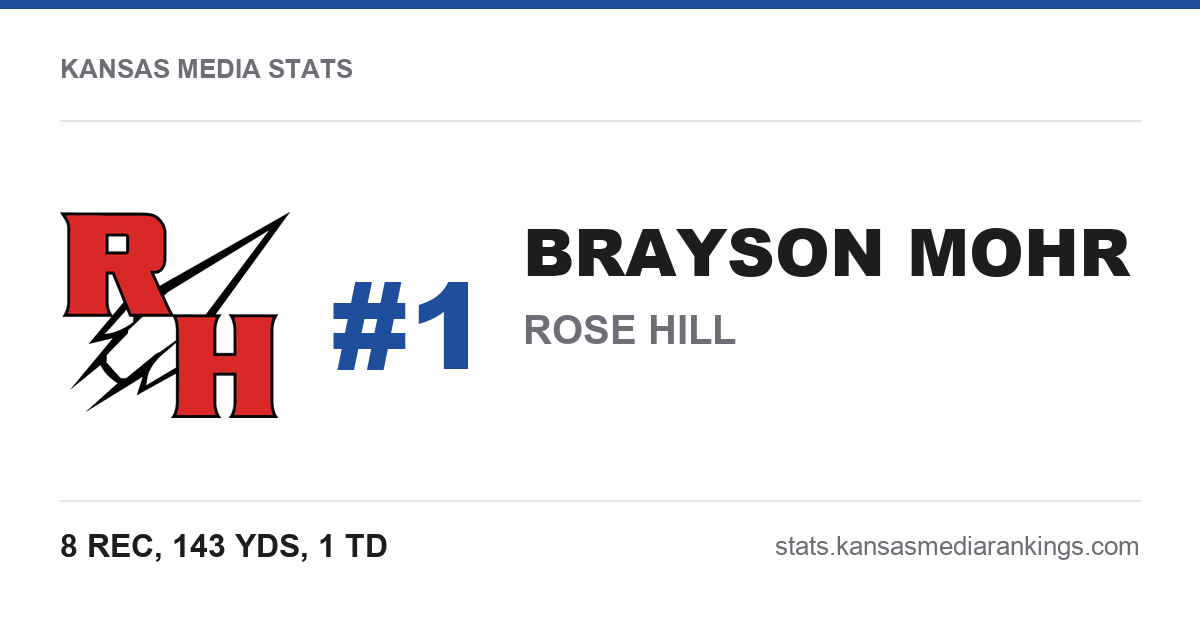 KANSAS MEDIA STATS
RH
#1
BRAYSON MOHR
ROSE HILL
8 REC, 143 YDS, 1 TD
stats.kansasmediarankings.com